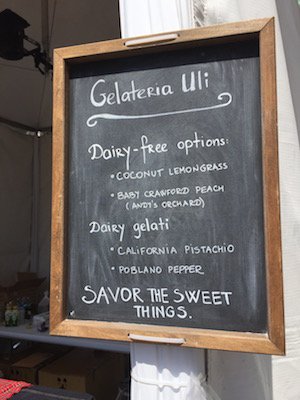 Gelateria Uli
Dairy-free options:
• COCONUT LEMONGRASS
• BABY CRAWFORD PEACH
(ANDY'S ORCHARD)
Dairy gelati
• CALIFORNIA PISTACHIO
• POBLANO PEPPER
SAVOR THE SWEET
THINGS.